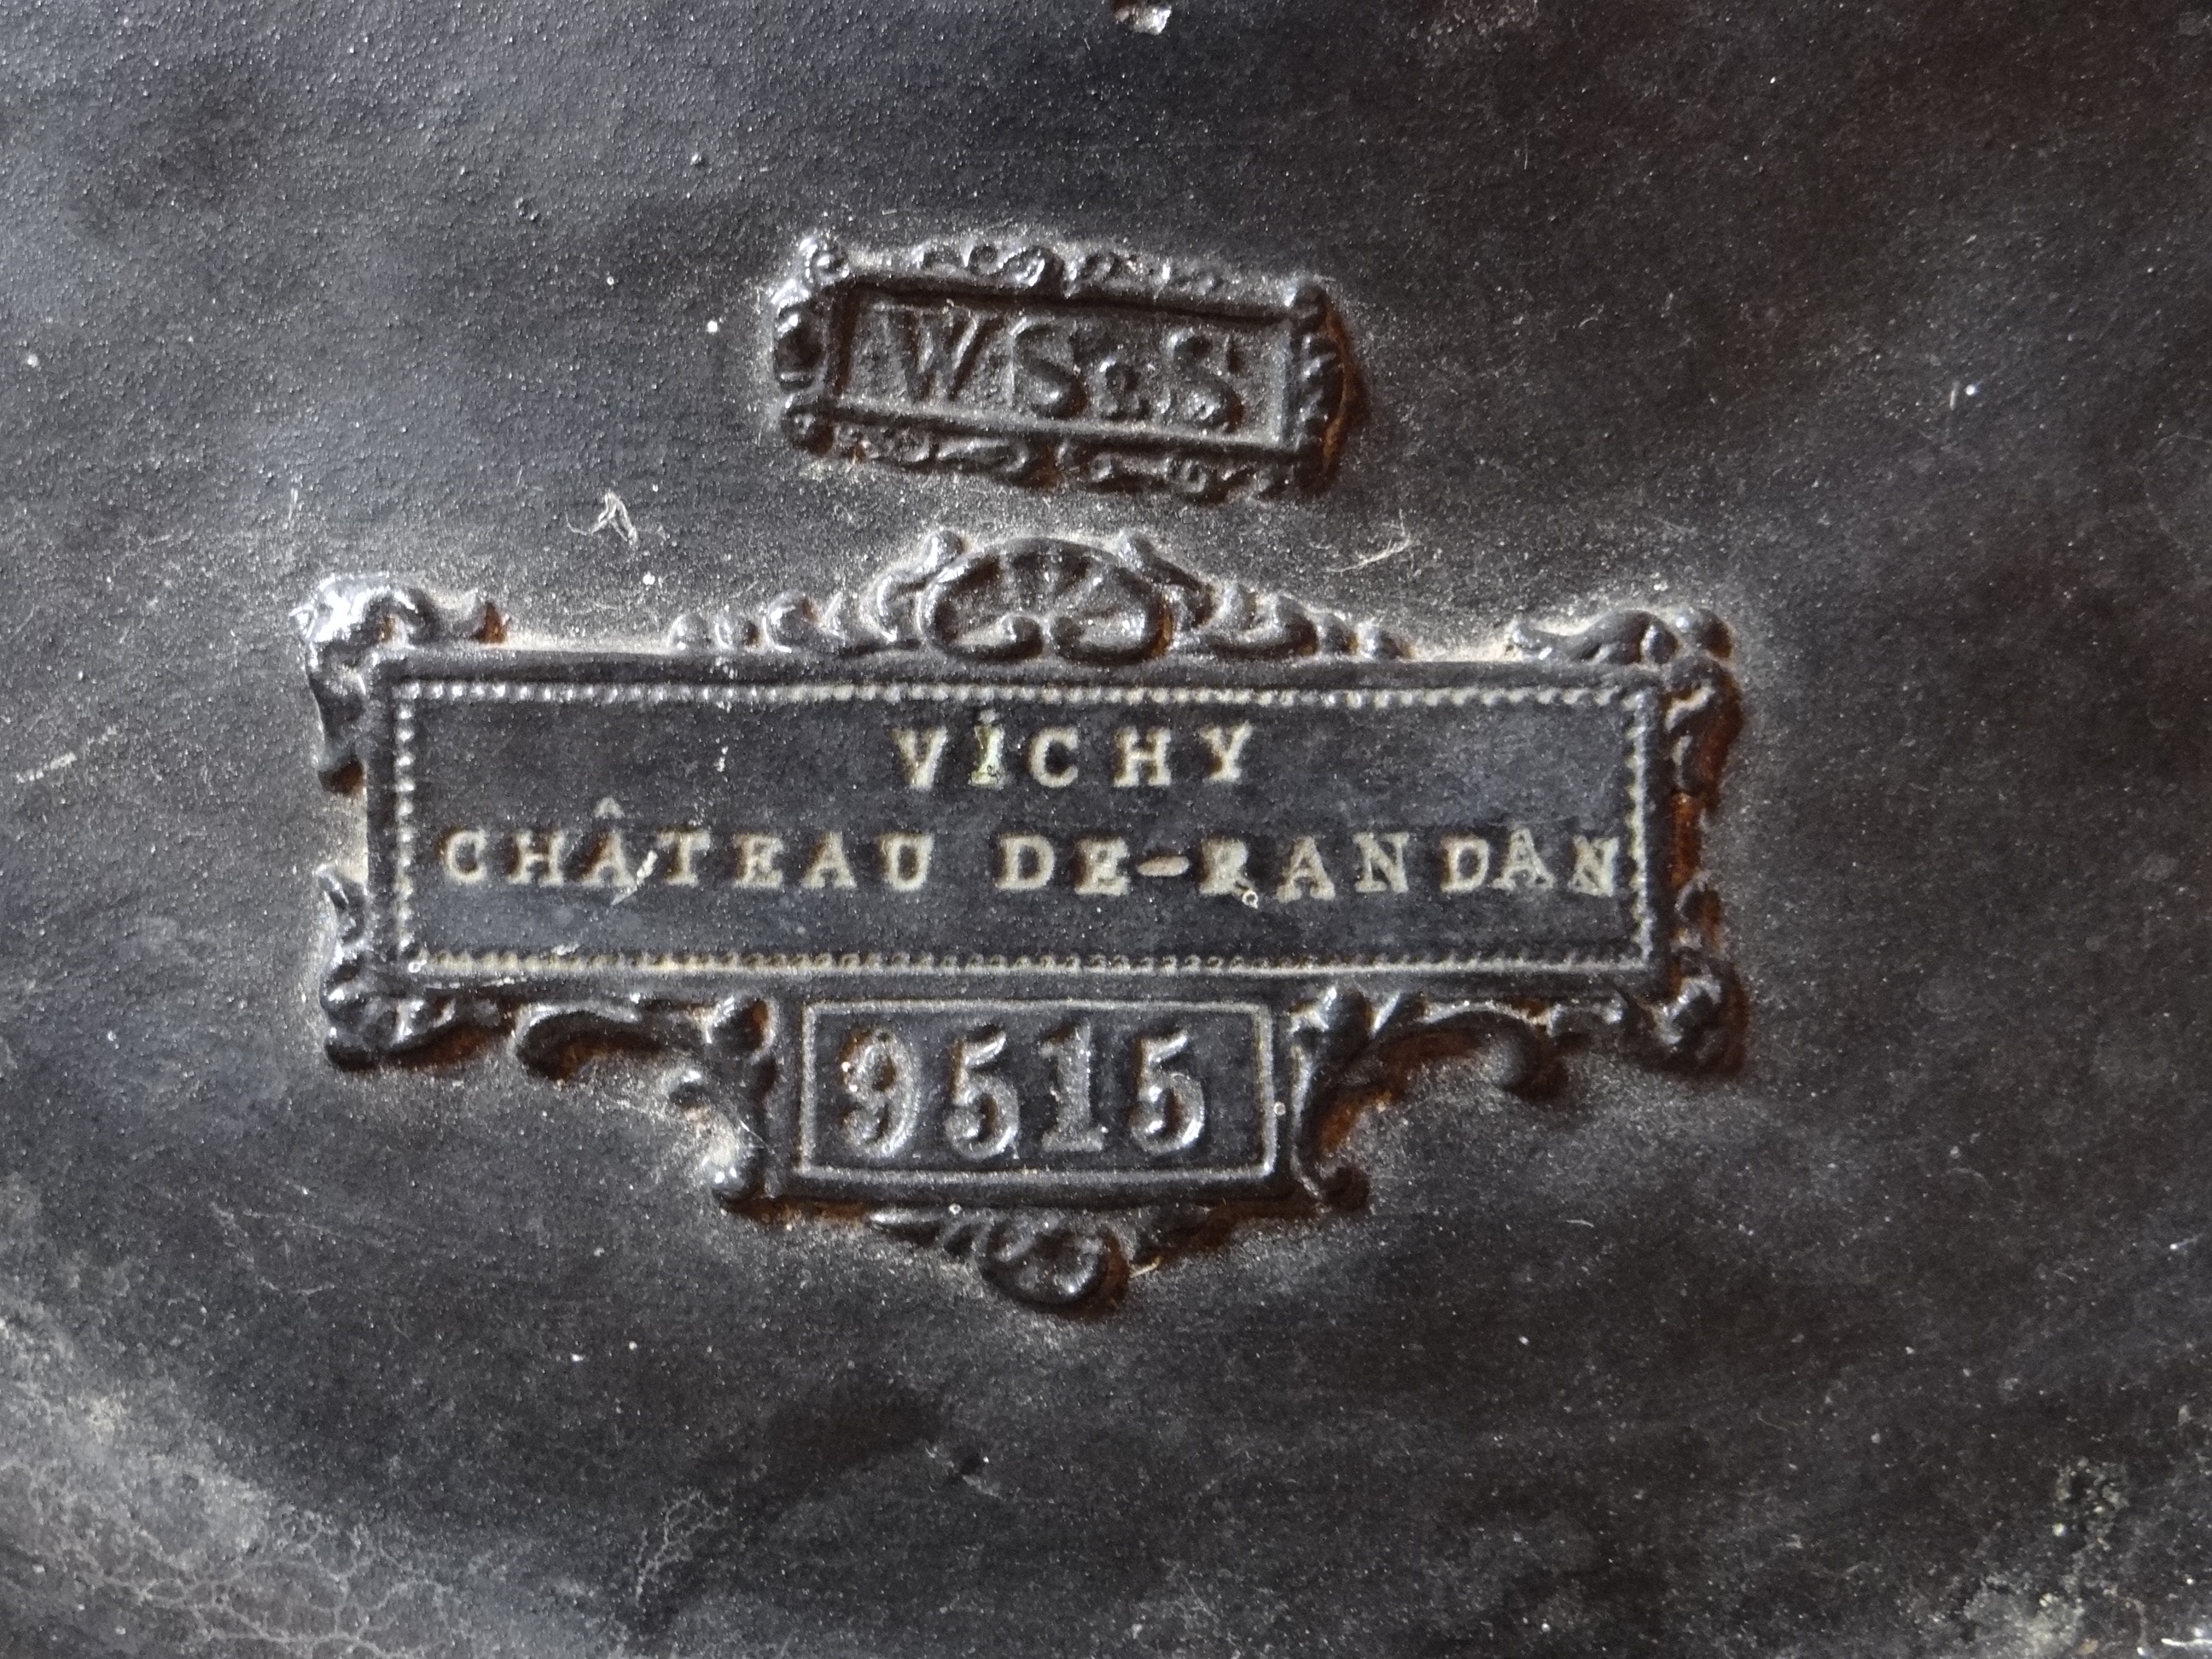 W S & S
VICHY
CHÂTEAU DE-RANDAN
9515